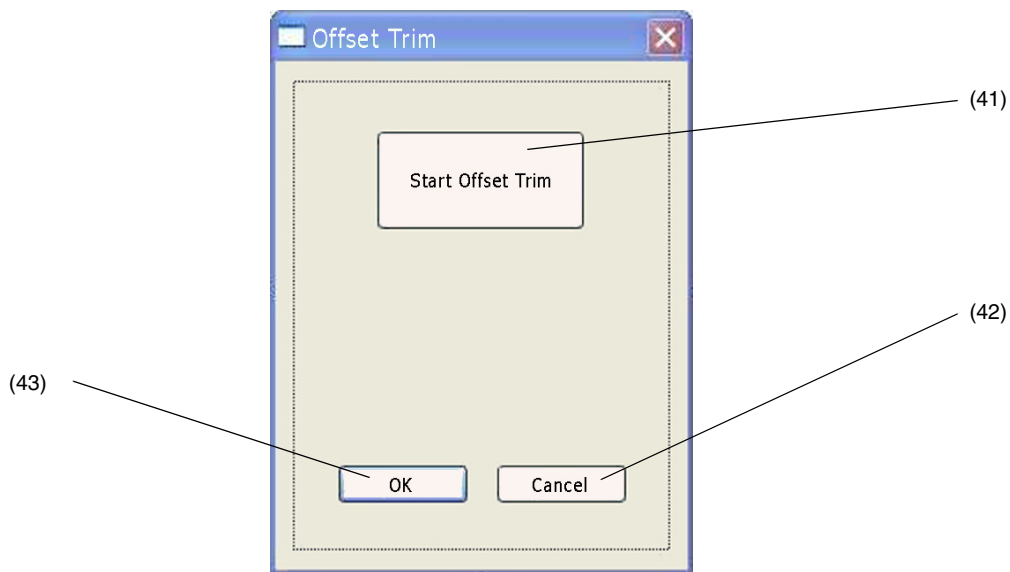 Offset Trim
(41)
Start Offset Trim
(42)
(43)
OK
Cancel